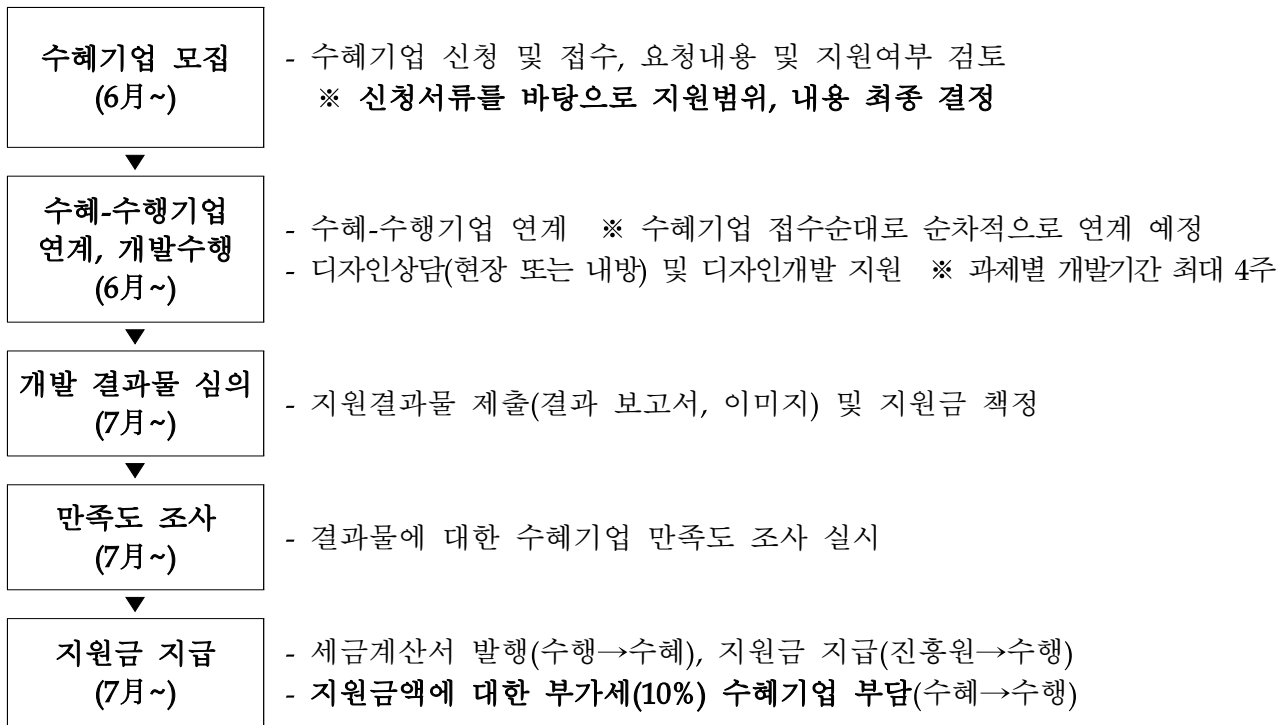 수혜기업 모집
(6月~)
- 수혜기업 신청 및 접수, 요청내용 및 지원여부 검토
※ 신청서류를 바탕으로 지원범위, 내용 최종 결정
▼
수혜-수행기업
연계, 개발수행
(6月~)
- 수혜-수행기업 연계 ※ 수혜기업 접수순대로 순차적으로 연계 예정
- 디자인상담(현장 또는 내방) 및 디자인개발 지원 ※ 과제별 개발기간 최대 4주
▼
개발 결과물 심의
(7月~)
- 지원결과물 제출(결과 보고서, 이미지) 및 지원금 책정
▼
만족도 조사
(7月~)
- 결과물에 대한 수혜기업 만족도 조사 실시
▼
지원금 지급
(7月~)
- 세금계산서 발행(수행→수혜), 지원금 지급(진흥원→수행)
- 지원금액에 대한 부가세(10%) 수혜기업 부담(수혜→수행)